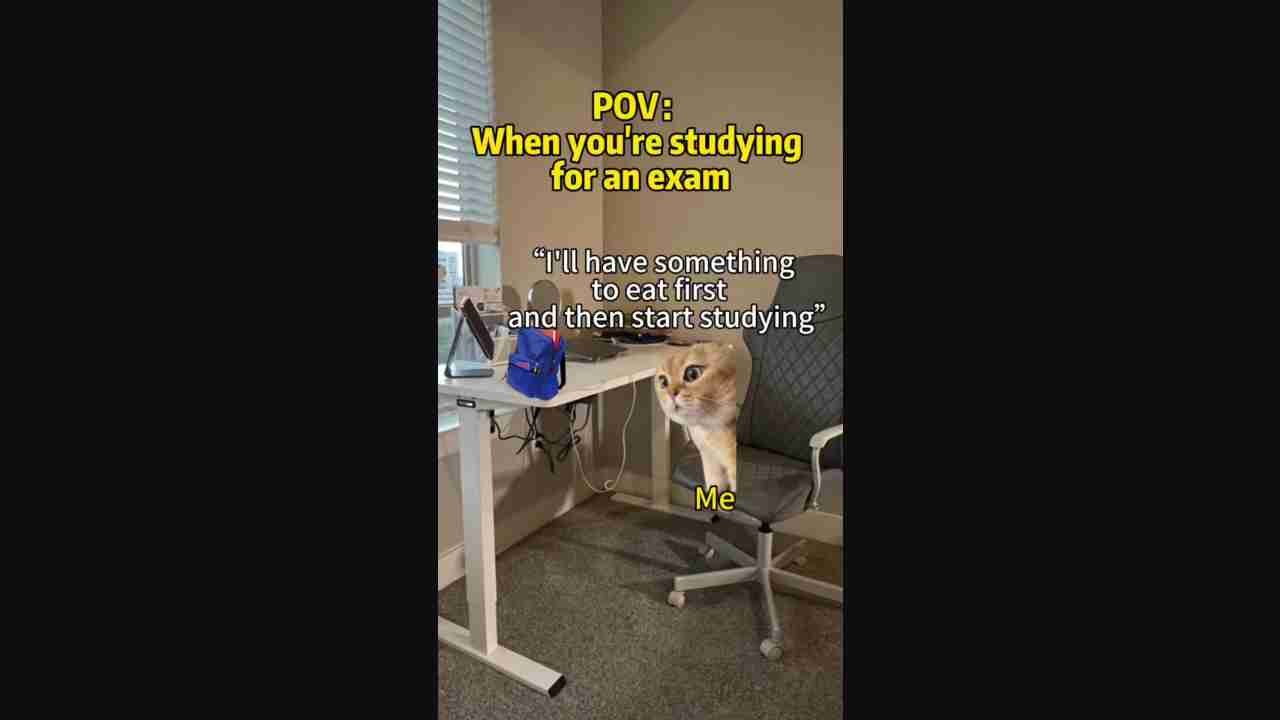 POV:
When you're studying
for an exam
“I'll have something
to eat first
and then start studying”
Me